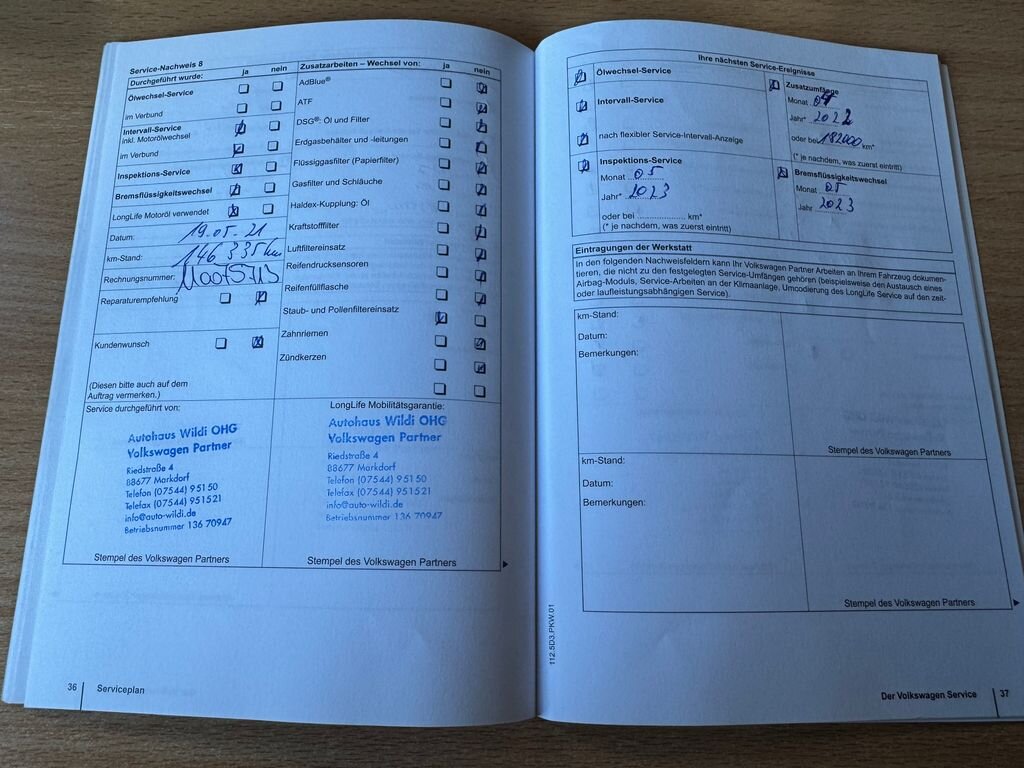 Service-Nachweis 8
Durchgeführt wurde: ja nein
Ölwechsel-Service
im Verbund
Intervall-Service
inkl. Motorölwechsel
im Verbund
Inspektions-Service
Bremsflüssigkeitswechsel
LongLife Motoröl verwendet
Datum: 19.05.21
km-Stand: 146 335 km
Rechnungsnummer:
Reparaturempfehlung
Kundenwunsch
(Diesen bitte auch auf dem
Auftrag vermerken.)
Zusatzarbeiten – Wechsel von: ja nein
AdBlue®
ATF
DSG®: Öl und Filter
Erdgasbehälter und -leitungen
Flüssiggasfilter (Papierfilter)
Gasfilter und Schläuche
Haldex-Kupplung: Öl
Kraftstofffilter
Luftfiltereinsatz
Reifendrucksensoren
Reifenfüllflasche
Staub- und Pollenfiltereinsatz
Zahnriemen
Zündkerzen
Service durchgeführt von:
Autohaus Wildi OHG
Volkswagen Partner
Riedstraße 4
88677 Markdorf
Telefon (07544) 95150
Telefax (07544) 951521
info@auto-wildi.de
Betriebsnummer 136 70947
Stempel des Volkswagen Partners
LongLife Mobilitätsgarantie:
Autohaus Wildi OHG
Volkswagen Partner
Riedstraße 4
88677 Markdorf
Telefon (07544) 95150
Telefax (07544) 951521
info@auto-wildi.de
Betriebsnummer 136 70947
Stempel des Volkswagen Partners
36 Serviceplan
Ihre nächsten Service-Ereignisse
Ölwechsel-Service
Intervall-Service
nach flexibler Service-Intervall-Anzeige
Inspektions-Service
Monat 05
Jahr* 2023
oder bei .................. km*
(* je nachdem, was zuerst eintritt)
Zusatzumfänge
Monat 04
Jahr* 2022
oder bei 182000 km*
(* je nachdem, was zuerst eintritt)
Bremsflüssigkeitswechsel
Monat 05
Jahr 2023
Eintragungen der Werkstatt
In den folgenden Nachweisfeldern kann Ihr Volkswagen Partner Arbeiten an Ihrem Fahrzeug dokumen-
tieren, die nicht zu den festgelegten Service-Umfängen gehören (beispielsweise den Austausch eines
Airbag-Moduls, Service-Arbeiten an der Klimaanlage, Umcodierung des LongLife Service auf den zeit-
oder laufleistungsabhängigen Service).
km-Stand:
Datum:
Bemerkungen:
Stempel des Volkswagen Partners
km-Stand:
Datum:
Bemerkungen:
Stempel des Volkswagen Partners
112.5D3.PKW.01
Der Volkswagen Service 37